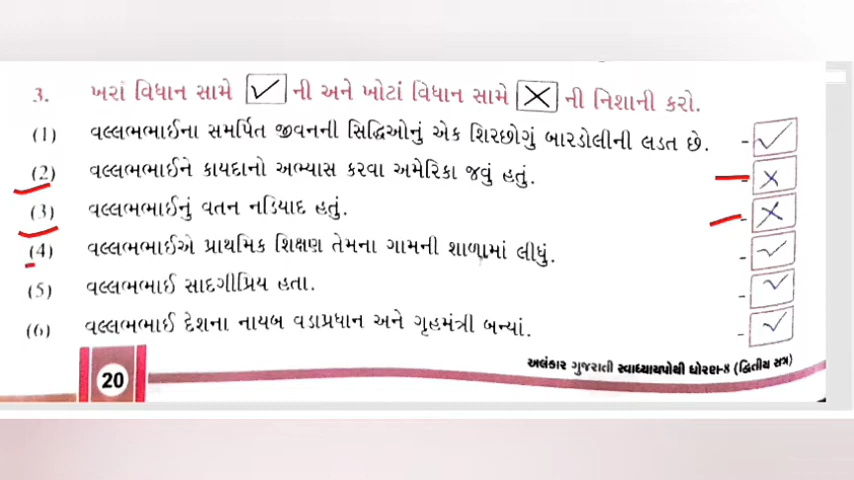 3. ખરાં વિધાન સામે ✓ ની અને ખોટાં વિધાન સામે ✗ ની નિશાની કરો.
(1) વલ્લભભાઈના સમર્પિત જીવનની સિદ્ધિઓનું એક શિરછોગું બારડોલીની લડત છે. - ✓
(2) વલ્લભભાઈને કાયદાનો અભ્યાસ કરવા અમેરિકા જવું હતું. - ✗
(3) વલ્લભભાઈનું વતન નડિયાદ હતું. - ✗
(4) વલ્લભભાઈએ પ્રાથમિક શિક્ષણ તેમના ગામની શાળામાં લીધું. - ✓
(5) વલ્લભભાઈ સાદગીપ્રિય હતા. - ✓
(6) વલ્લભભાઈ દેશના નાયબ વડાપ્રધાન અને ગૃહમંત્રી બન્યાં. - ✓
અલંકાર ગુજરાતી સ્વાધ્યાયપોથી ધોરણ-8 (દ્વિતીય સત્ર)
20